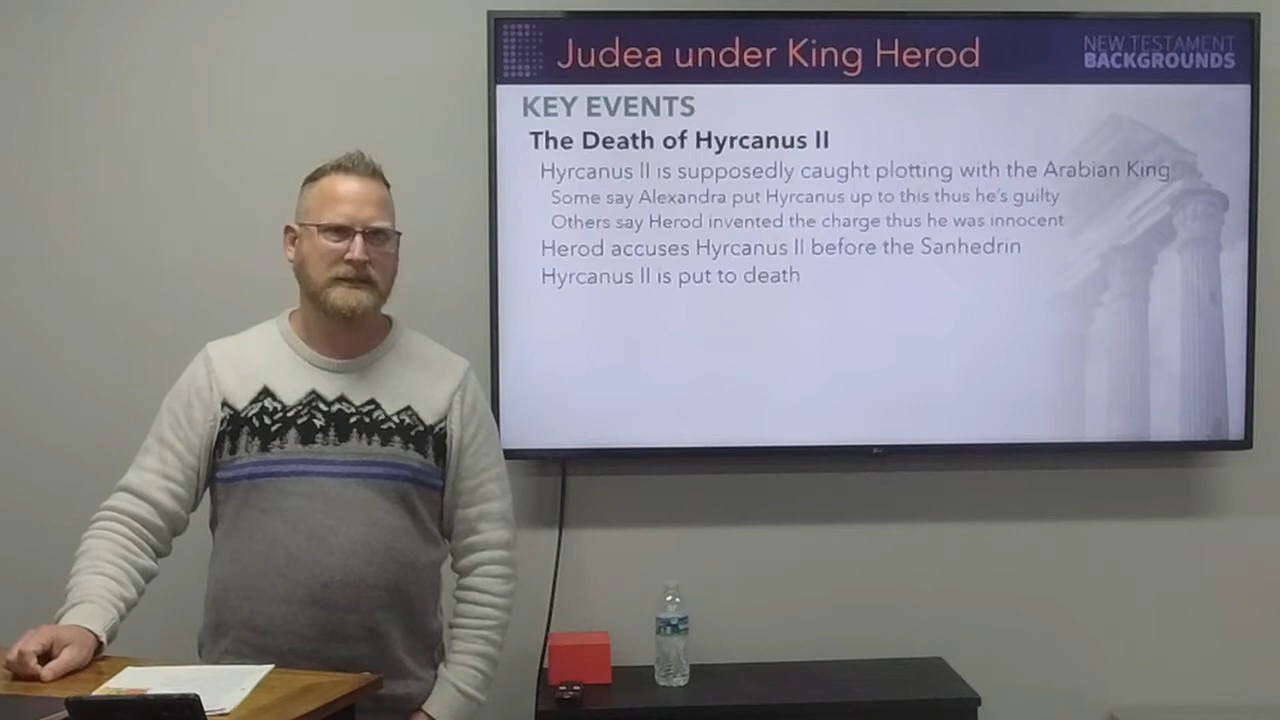 Judea under King Herod
NEW TESTAMENT
BACKGROUNDS
KEY EVENTS
The Death of Hyrcanus II
Hyrcanus II is supposedly caught plotting with the Arabian King
Some say Alexandra put Hyrcanus up to this thus he's guilty
Others say Herod invented the charge thus he was innocent
Herod accuses Hyrcanus II before the Sanhedrin
Hyrcanus II is put to death